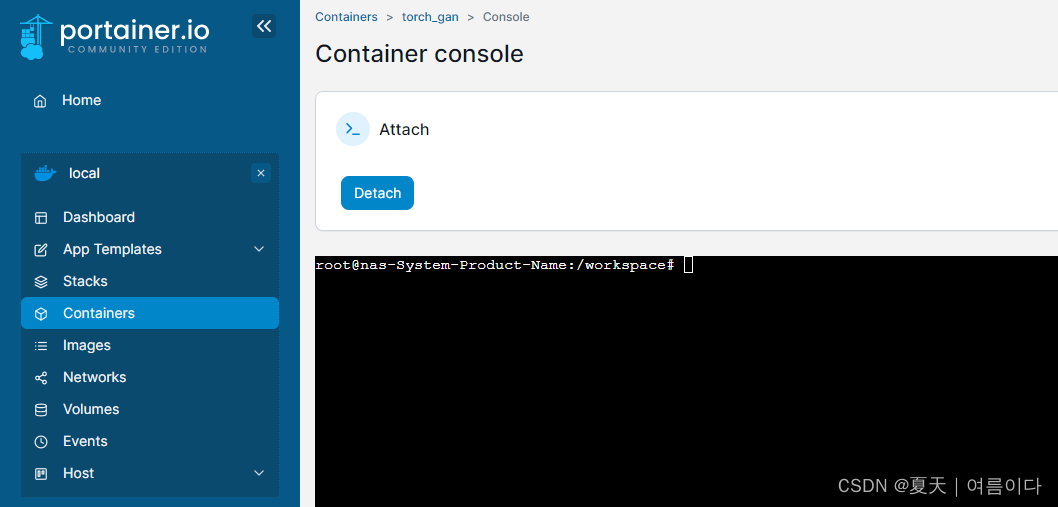 portainer.io
COMMUNITY EDITION
Home
local
Dashboard
App Templates
Stacks
Containers
Images
Networks
Volumes
Events
Host
Containers > torch_gan > Console
Container console
Attach
Detach
root@nas-System-Product-Name:/workspace#
CSDN @夏天 | 여름이다